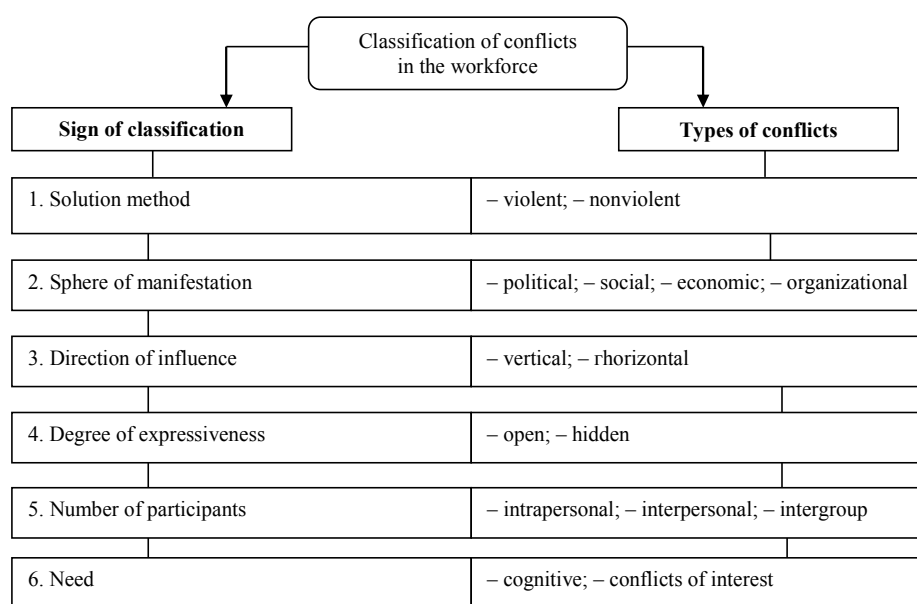 Classification of conflicts
in the workforce
Sign of classification
Types of conflicts
1. Solution method
– violent; – nonviolent
2. Sphere of manifestation
– political; – social; – economic; – organizational
3. Direction of influence
– vertical; – rhorizontal
4. Degree of expressiveness
– open; – hidden
5. Number of participants
– intrapersonal; – interpersonal; – intergroup
6. Need
– cognitive; – conflicts of interest